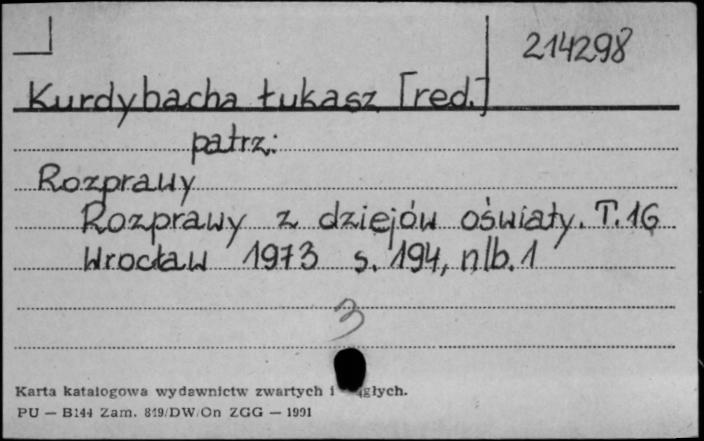 214298
Kurdybacha Łukasz [red.]
patrz:
Rozprawy
Rozprawy z dziejów oświaty. T.16
Wrocław 1973 s. 194, nlb. 1
3
Karta katalogowa wydawnictw zwartych i
PU — B144 Zam. 819/DW/On ZGG — 1991